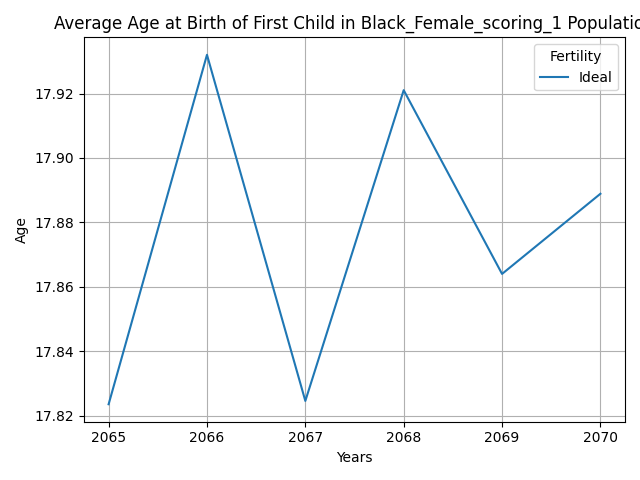 Average Age at Birth of First Child in Black_Female_scoring_1 Populatio
Fertility
Ideal
17.92
17.90
17.88
17.86
17.84
17.82
Age
2065 2066 2067 2068 2069 2070
Years